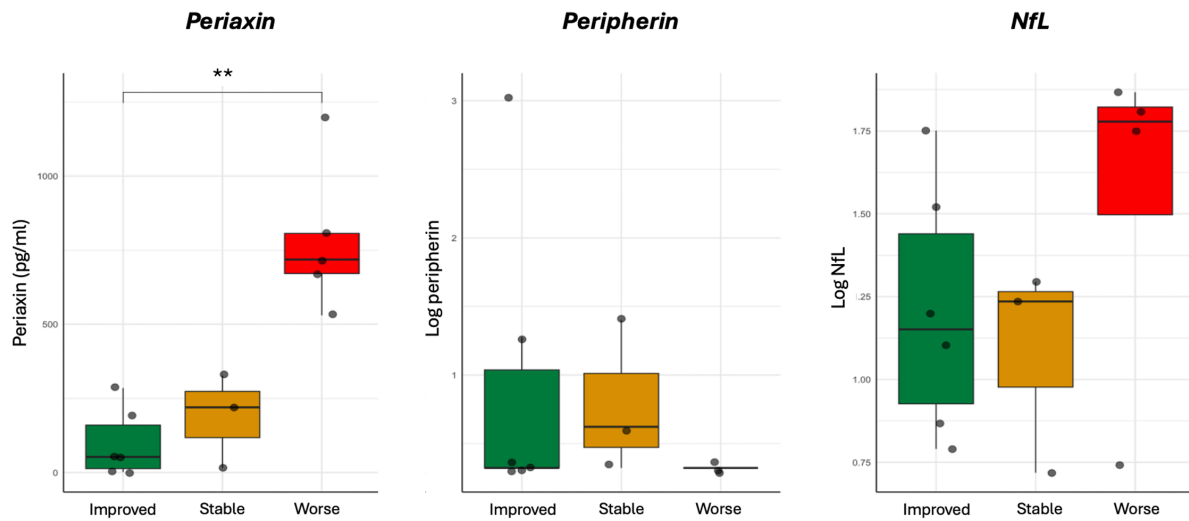 Periaxin
Peripherin
NfL
**
Periaxin (pg/ml)
1000
500
0
Improved
Stable
Worse
Log peripherin
3
2
1
Improved
Stable
Worse
Log NfL
1.75
1.50
.25
1.00
0.75
Improved
Stable
Worse